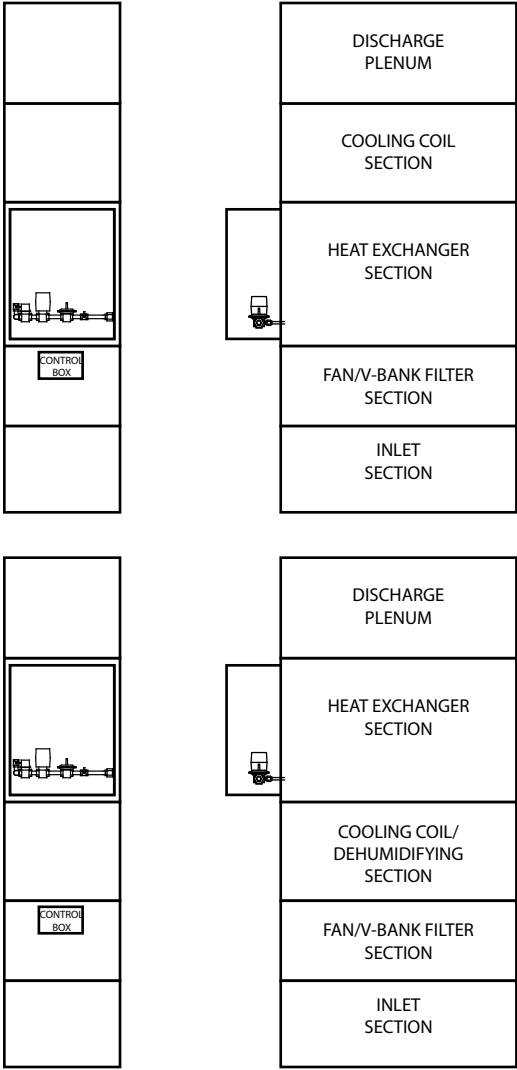 DISCHARGE
PLENUM
COOLING COIL
SECTION
HEAT EXCHANGER
SECTION
CONTROL
BOX
FAN/V-BANK FILTER
SECTION
INLET
SECTION
DISCHARGE
PLENUM
HEAT EXCHANGER
SECTION
COOLING COIL/
DEHUMIDIFYING
SECTION
CONTROL
BOX
FAN/V-BANK FILTER
SECTION
INLET
SECTION